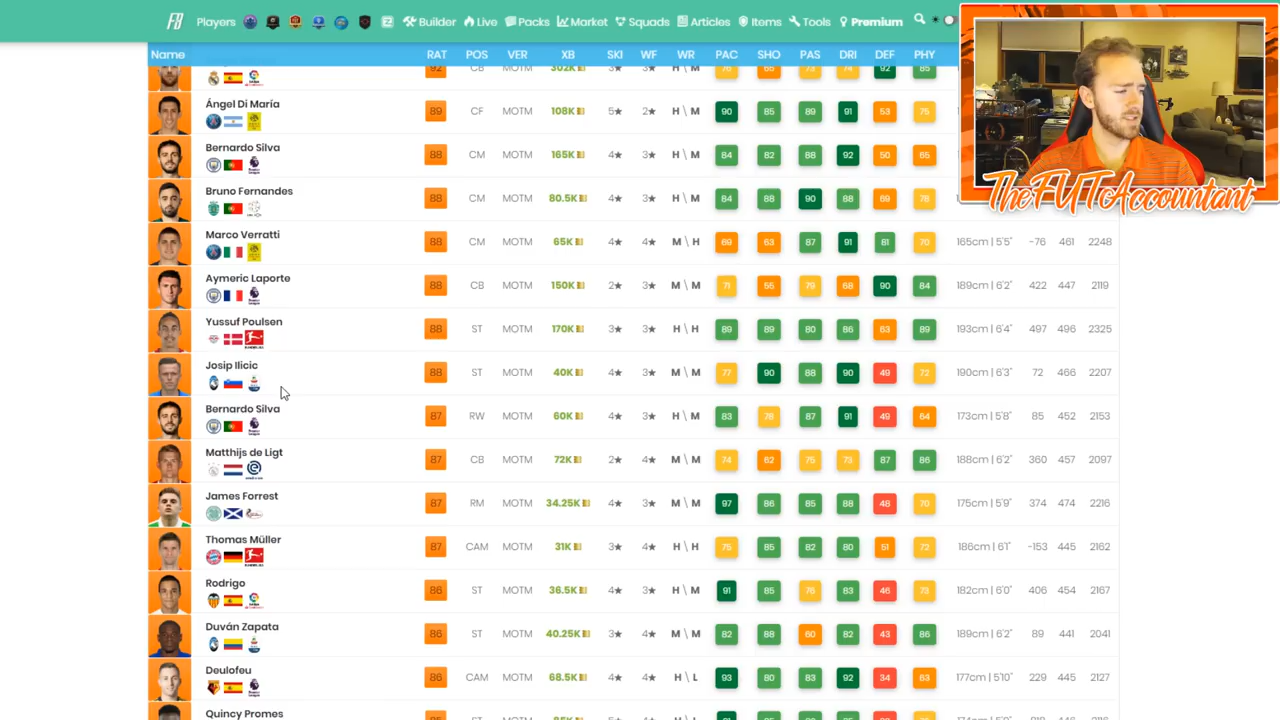 FB Players EZ Builder Live Packs Market Squads Articles Items Tools Premium
Name RAT POS VER XB SKI WF WR PAC SHO PAS DRI DEF PHY
92 CB MOTM 302K 3★ 3★ H \ M 92 85
Ángel Di María 89 CF MOTM 108K 5★ 2★ H \ M 90 85 89 91 53 75
Bernardo Silva 88 CM MOTM 165K 4★ 3★ H \ M 84 82 88 92 50 65
Bruno Fernandes 88 CM MOTM 80.5K 4★ 3★ H \ M 84 88 90 88 69 76
Marco Verratti 88 CM MOTM 65K 4★ 4★ M \ H 69 63 87 91 81 70 165cm | 5'5" -76 461 2248
Aymeric Laporte 88 CB MOTM 150K 2★ 3★ M \ M 71 55 79 68 90 84 189cm | 6'2" 422 447 2119
Yussuf Poulsen 88 ST MOTM 170K 3★ 3★ H \ H 89 89 80 86 63 89 193cm | 6'4" 497 496 2325
Josip Ilicic 88 ST MOTM 40K 4★ 3★ M \ M 77 90 88 90 49 72 190cm | 6'3" 72 466 2207
Bernardo Silva 87 RW MOTM 60K 4★ 3★ H \ M 83 78 87 91 49 64 173cm | 5'8" 85 452 2153
Matthijs de Ligt 87 CB MOTM 72K 2★ 4★ M \ M 74 62 75 73 87 86 188cm | 6'2" 360 457 2097
James Forrest 87 RM MOTM 34.25K 4★ 4★ M \ M 97 86 85 88 48 70 175cm | 5'9" 374 474 2216
Thomas Müller 87 CAM MOTM 31K 3★ 4★ H \ H 75 85 82 80 51 72 186cm | 6'1" -153 445 2162
Rodrigo 86 ST MOTM 36.5K 4★ 3★ H \ M 91 85 76 83 46 73 182cm | 6'0" 406 454 2167
Duván Zapata 86 ST MOTM 40.25K 3★ 4★ M \ M 82 88 60 82 43 86 189cm | 6'2" 89 441 2041
Deulofeu 86 CAM MOTM 68.5K 4★ 4★ H \ L 93 80 83 92 34 63 177cm | 5'10" 229 445 2127
Quincy Promes
TheFUTAccountant